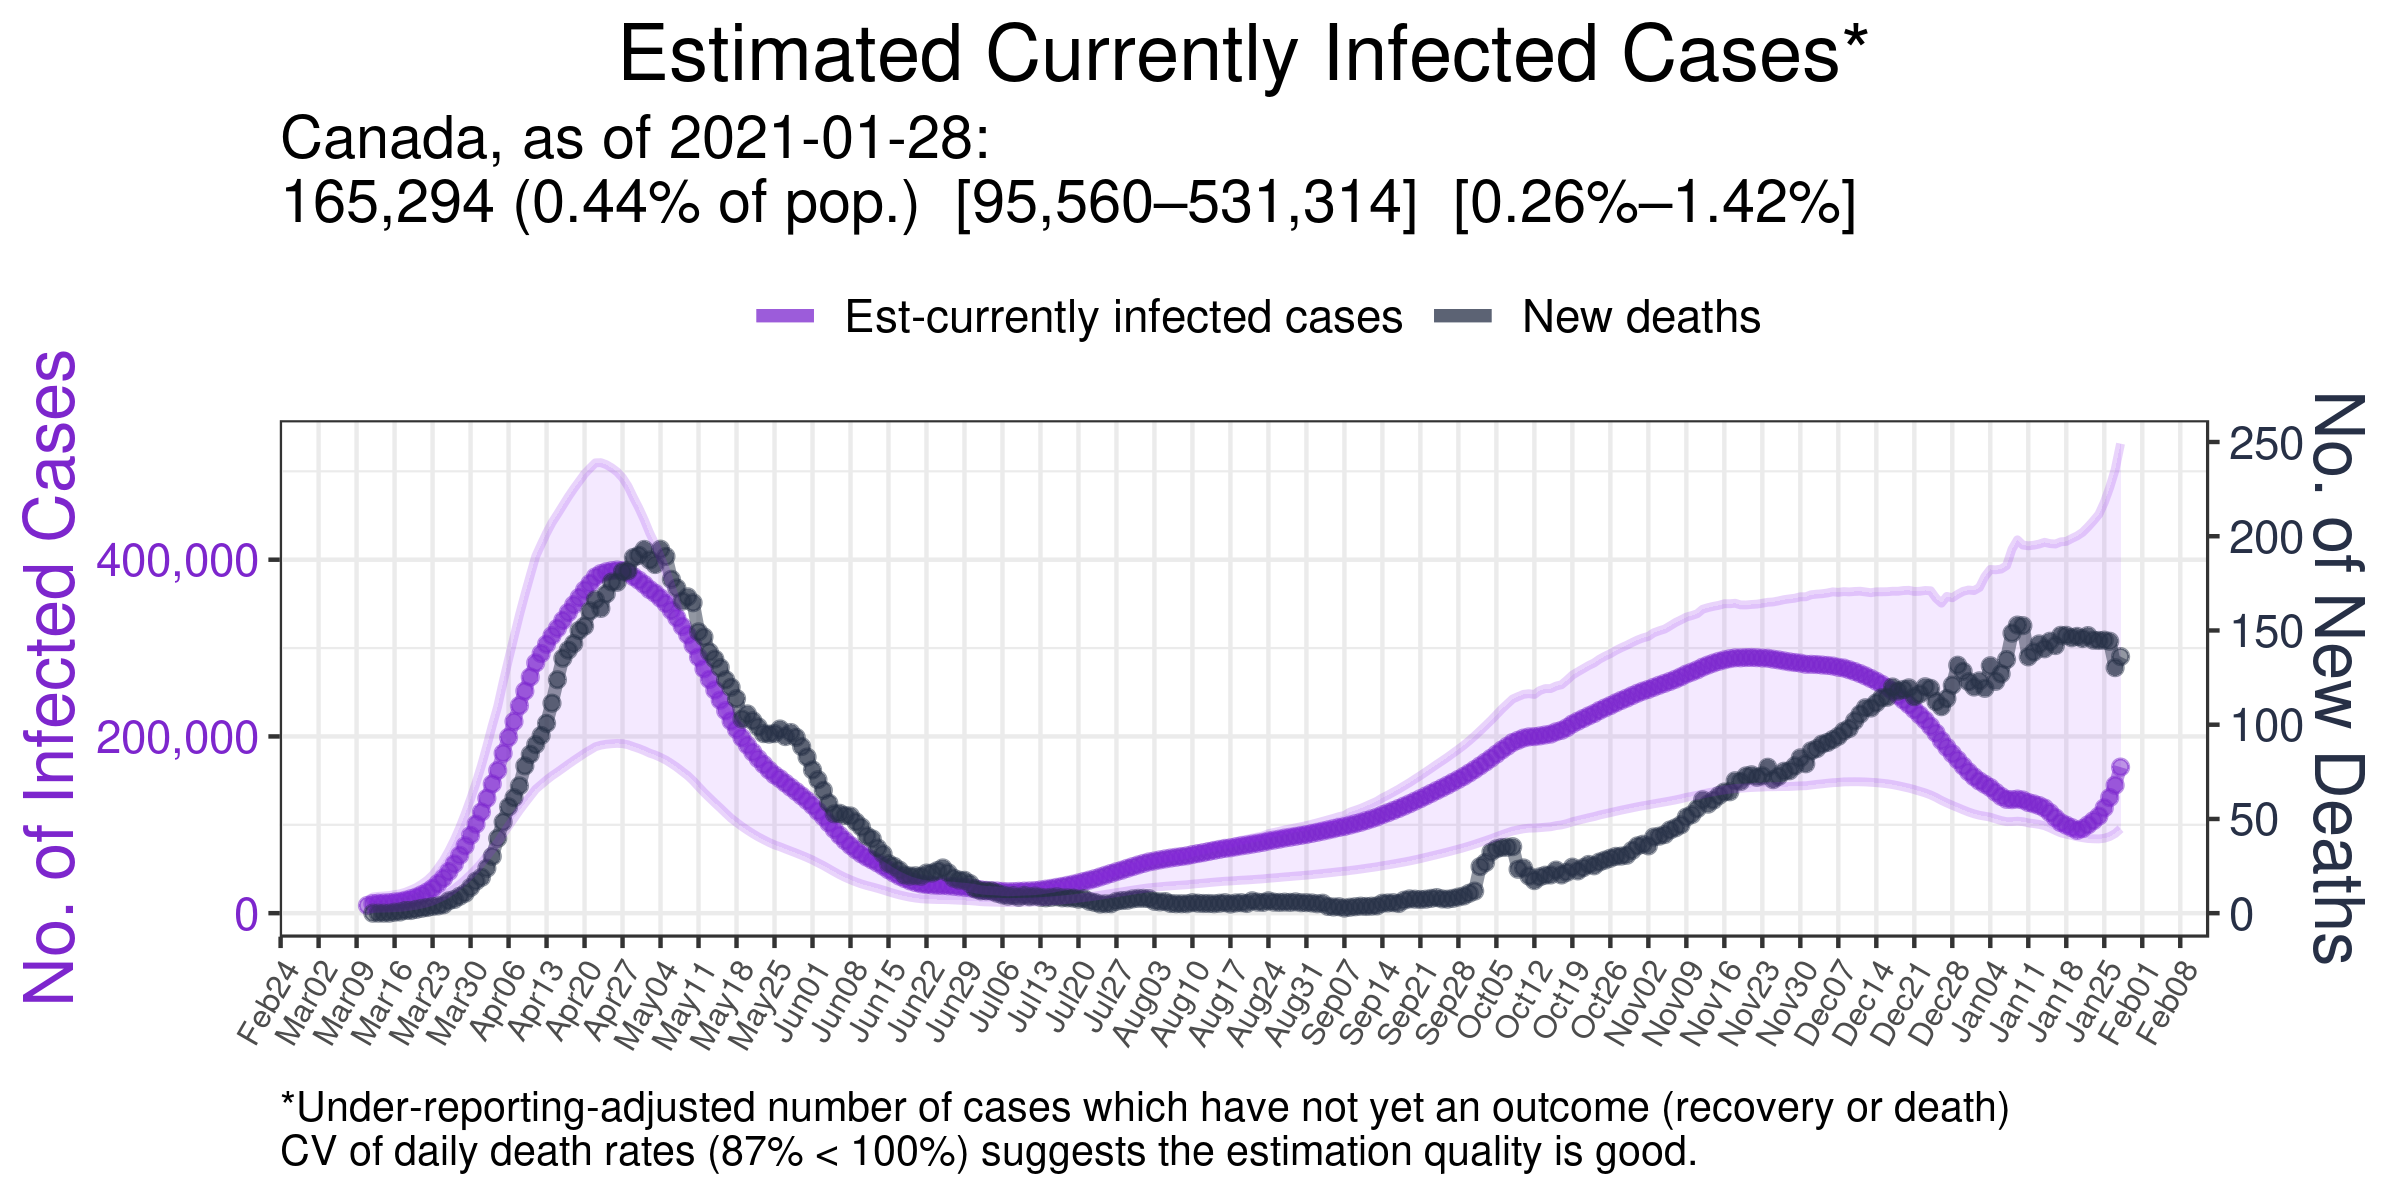 Estimated Currently Infected Cases*
Canada, as of 2021-01-28:
165,294 (0.44% of pop.) [95,560–531,314] [0.26%–1.42%]
Est-currently infected cases New deaths
No. of Infected Cases
400,000
200,000
0
250
200
150
100
50
0
No. of New Deaths
Feb24 Mar02 Mar09 Mar16 Mar23 Mar30 Apr06 Apr13 Apr20 Apr27 May04 May11 May18 May25 Jun01 Jun08 Jun15 Jun22 Jun29 Jul06 Jul13 Jul20 Jul27 Aug03 Aug10 Aug17 Aug24 Aug31 Sep07 Sep14 Sep21 Sep28 Oct05 Oct12 Oct19 Oct26 Nov02 Nov09 Nov16 Nov23 Nov30 Dec07 Dec14 Dec21 Dec28 Jan04 Jan11 Jan18 Jan25 Feb01 Feb08
*Under-reporting-adjusted number of cases which have not yet an outcome (recovery or death)
CV of daily death rates (87% < 100%) suggests the estimation quality is good.